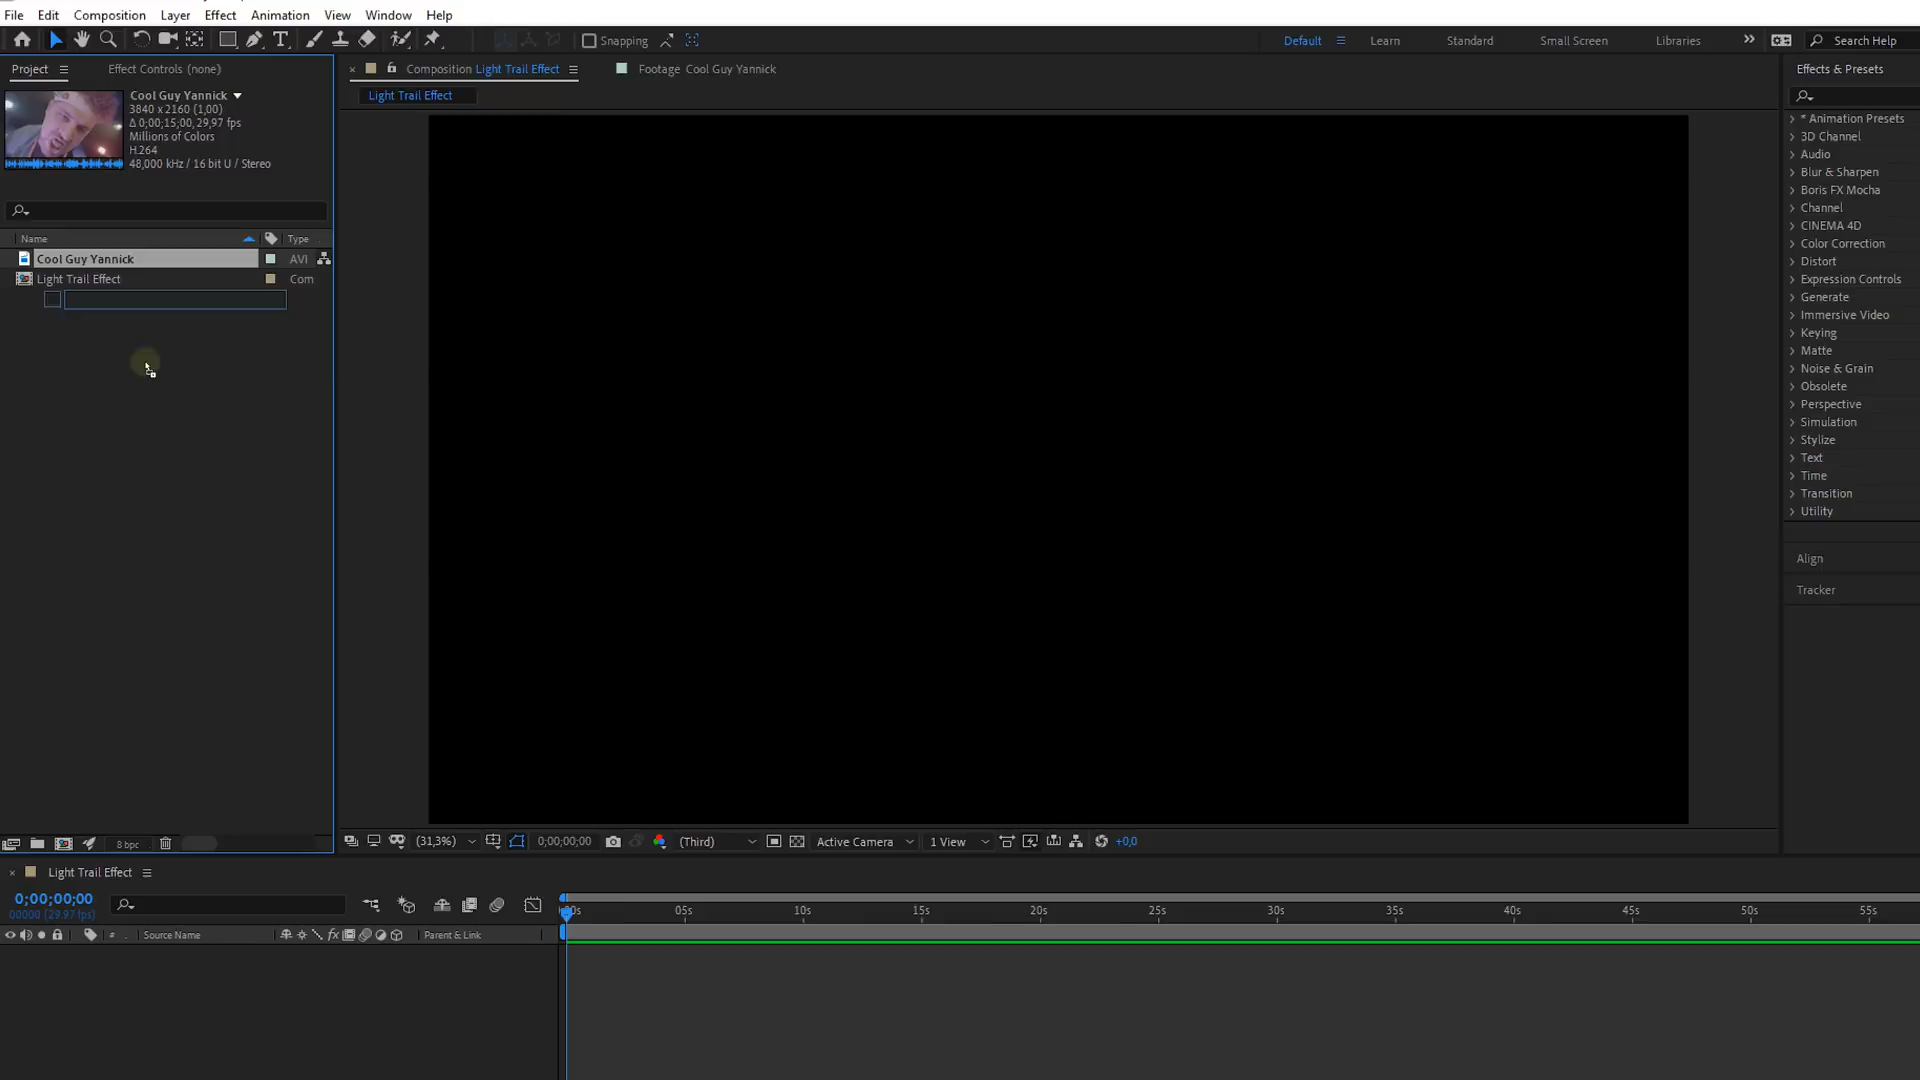 File Edit Composition Layer Effect Animation View Window Help
Snapping Default Learn Standard Small Screen Libraries Search Help
Project Effect Controls (none)
Composition Light Trail Effect Footage Cool Guy Yannick
Effects & Presets
Light Trail Effect
Cool Guy Yannick
3840 x 2160 (1,00)
Δ 0;00;15;00, 29,97 fps
Millions of Colors
H.264
48,000 kHz / 16 bit U / Stereo
Name Type
Cool Guy Yannick AVI
Light Trail Effect Com
* Animation Presets
3D Channel
Audio
Blur & Sharpen
Boris FX Mocha
Channel
CINEMA 4D
Color Correction
Distort
Expression Controls
Generate
Immersive Video
Keying
Matte
Noise & Grain
Obsolete
Perspective
Simulation
Stylize
Text
Time
Transition
Utility
Align
Tracker
8 bpc
(31,3%) 0;00;00;00 (Third) Active Camera 1 View +0,0
Light Trail Effect
0;00;00;00
00000 (29.97 fps)
05s 10s 15s 20s 25s 30s 35s 40s 45s 50s 55s
# Source Name fx Parent & Link